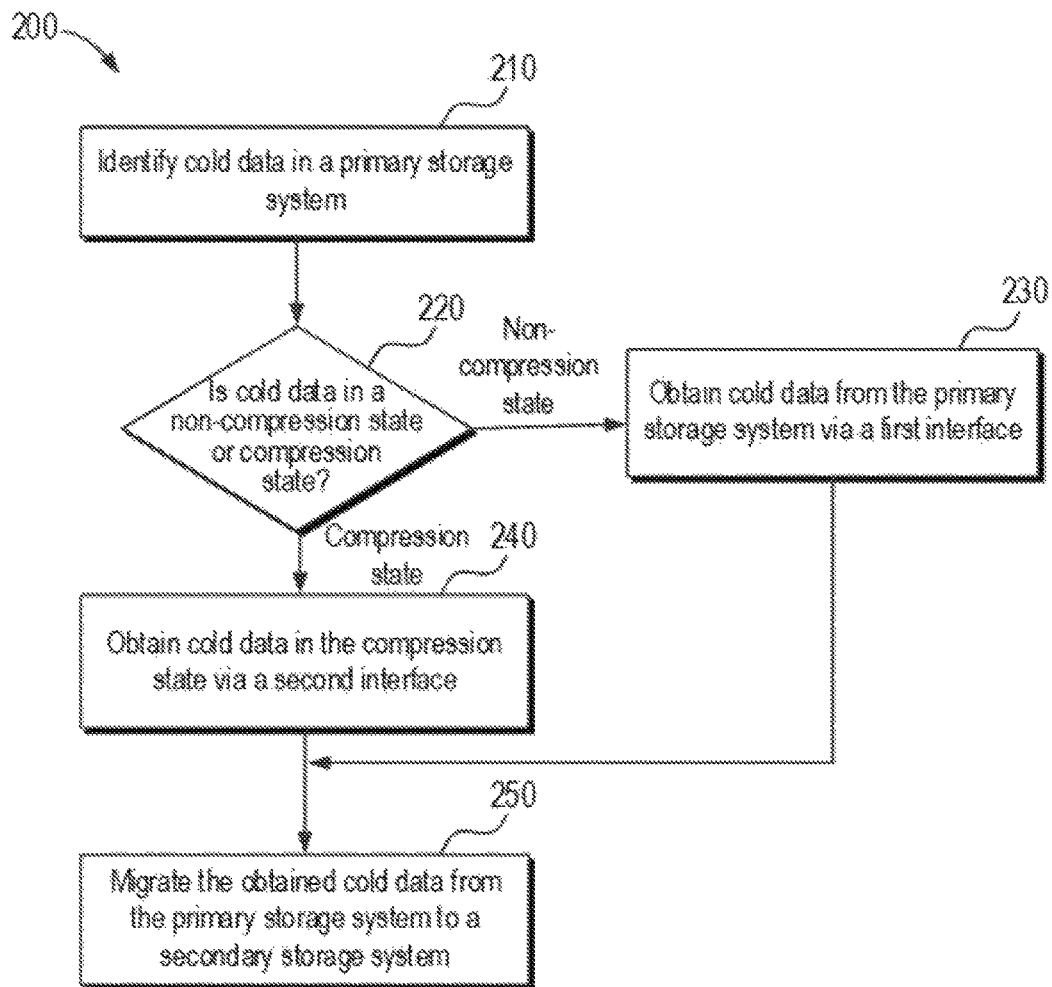 200
210
Identify cold data in a primary storage
system
220
Is cold data in a
non-compression state
or compression
state?
Non-
compression
state
230
Obtain cold data from the primary
storage system via a first interface
Compression
state
240
Obtain cold data in the compression
state via a second interface
250
Migrate the obtained cold data from
the primary storage system to a
secondary storage system